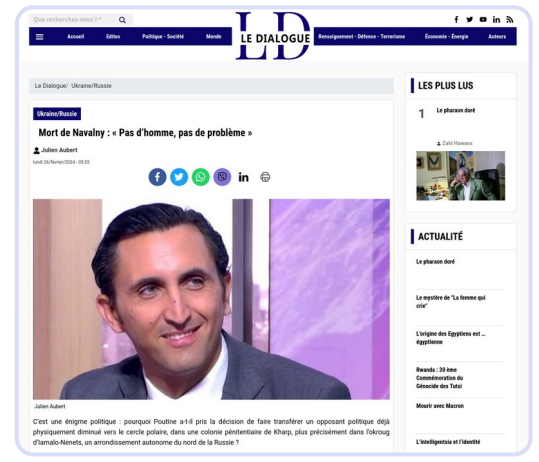 Que recherchez-vous ? *
LD
LE DIALOGUE
Accueil
Editos
Politique - Société
Monde
Renseignement - Défense - Terrorisme
Économie - Énergie
Auteurs
Le Dialogue/ Ukraine/Russie
Ukraine/Russie
Mort de Navalny : « Pas d'homme, pas de problème »
Julien Aubert
lundi 26/février/2024 - 05:53
Julien Aubert
C'est une énigme politique : pourquoi Poutine a-t-il pris la décision de faire transférer un opposant politique déjà
physiquement diminué vers le cercle polaire, dans une colonie pénitentiaire de Kharp, plus précisément dans l'okroug
d'Iamalo-Nenets, un arrondissement autonome du nord de la Russie ?
LES PLUS LUS
1
Le pharaon doré
Zahi Hawass
ACTUALITÉ
Le pharaon doré
Le mystère de "La femme qui
crie"
L'origine des Egyptiens est ...
égyptienne
Rwanda : 30 ème
Commémoration du
Génocide des Tutsi
Mourir avec Macron
L'intelligentsia et l'identité